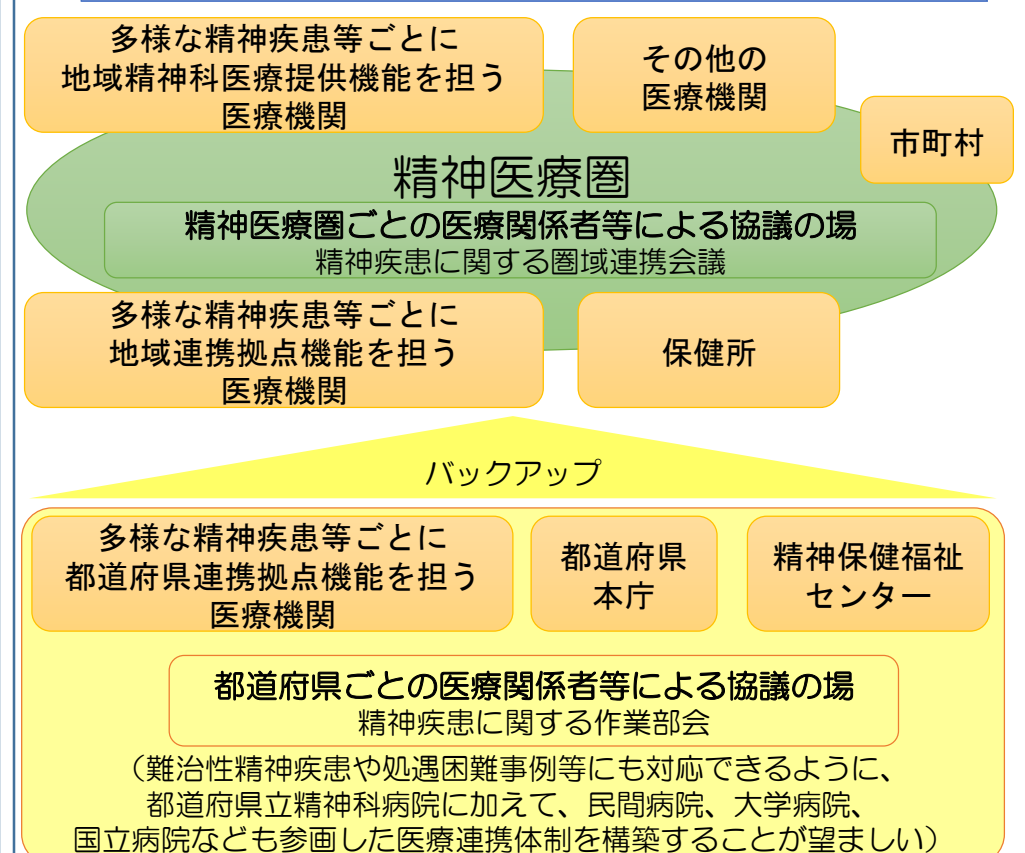 多様な精神疾患等ごとに
地域精神科医療提供機能を担う
医療機関
その他の
医療機関
市町村
精神医療圏
精神医療圏ごとの医療関係者等による協議の場
精神疾患に関する圏域連携会議
多様な精神疾患等ごとに
地域連携拠点機能を担う
医療機関
保健所
バックアップ
多様な精神疾患等ごとに
都道府県連携拠点機能を担う
医療機関
都道府県
本庁
精神保健福祉
センター
都道府県ごとの医療関係者等による協議の場
精神疾患に関する作業部会
（難治性精神疾患や処遇困難事例等にも対応できるように、
都道府県立精神科病院に加えて、民間病院、大学病院、
国立病院なども参画した医療連携体制を構築することが望ましい）